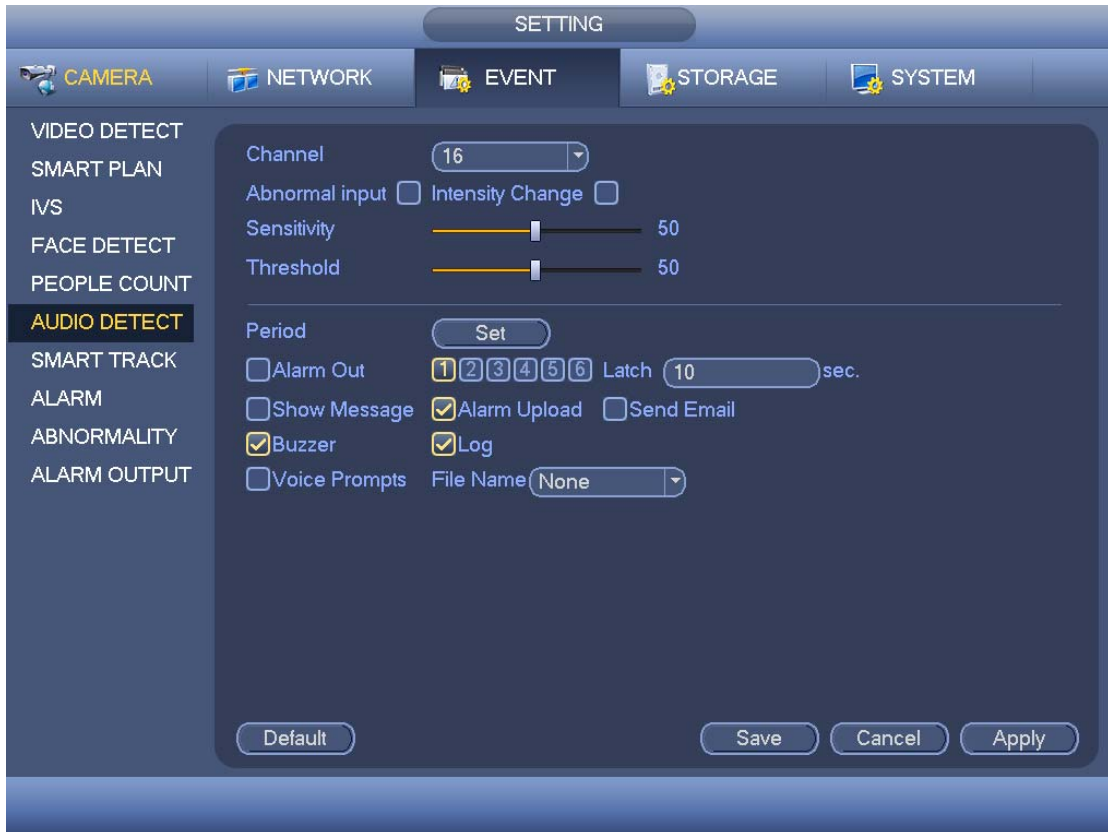 SETTING
CAMERA NETWORK EVENT STORAGE SYSTEM
VIDEO DETECT
SMART PLAN
IVS
FACE DETECT
PEOPLE COUNT
AUDIO DETECT
SMART TRACK
ALARM
ABNORMALITY
ALARM OUTPUT
Channel 16
Abnormal input Intensity Change
Sensitivity 50
Threshold 50
Period Set
Alarm Out 1 2 3 4 5 6 Latch 10 sec.
Show Message Alarm Upload Send Email
Buzzer Log
Voice Prompts File Name None
Default Save Cancel Apply